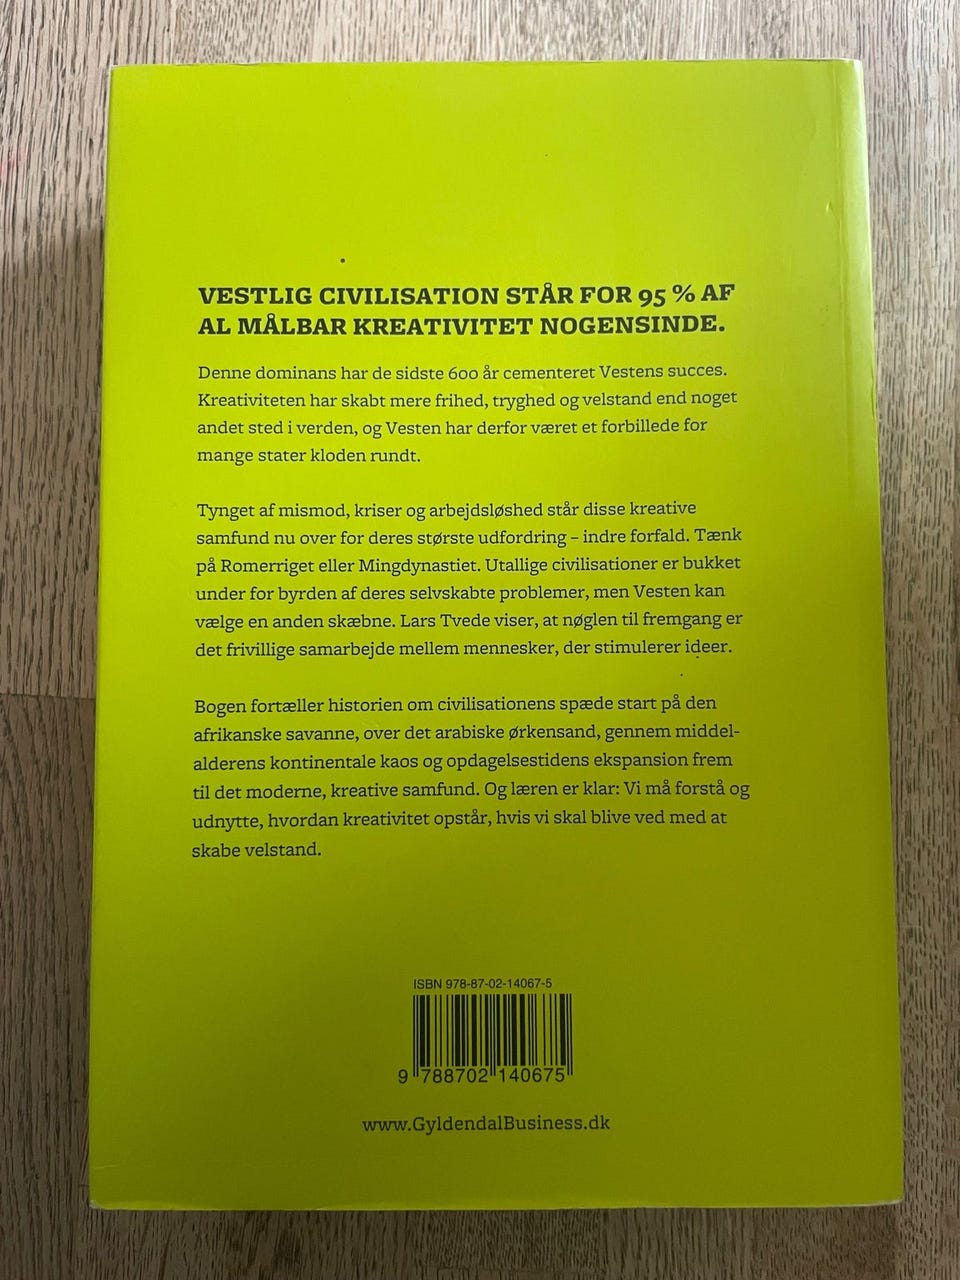 VESTLIG CIVILISATION STÅR FOR 95 % AF
AL MÅLBAR KREATIVITET NOGENSINDE.
Denne dominans har de sidste 600 år cementeret Vestens succes.
Kreativiteten har skabt mere frihed, tryghed og velstand end noget
andet sted i verden, og Vesten har derfor været et forbillede for
mange stater kloden rundt.
Tynget af mismod, kriser og arbejdsløshed står disse kreative
samfund nu over for deres største udfordring – indre forfald. Tænk
på Romerriget eller Mingdynastiet. Utallige civilisationer er bukket
under for byrden af deres selvskabte problemer, men Vesten kan
vælge en anden skæbne. Lars Tvede viser, at nøglen til fremgang er
det frivillige samarbejde mellem mennesker, der stimulerer ideer.
Bogen fortæller historien om civilisationens spæde start på den
afrikanske savanne, over det arabiske ørkensand, gennem middel-
alderens kontinentale kaos og opdagelsestidens ekspansion frem
til det moderne, kreative samfund. Og læren er klar: Vi må forstå og
udnytte, hvordan kreativitet opstår, hvis vi skal blive ved med at
skabe velstand.
ISBN 978-87-02-14067-5
9 788702 140675
www.GyldendalBusiness.dk